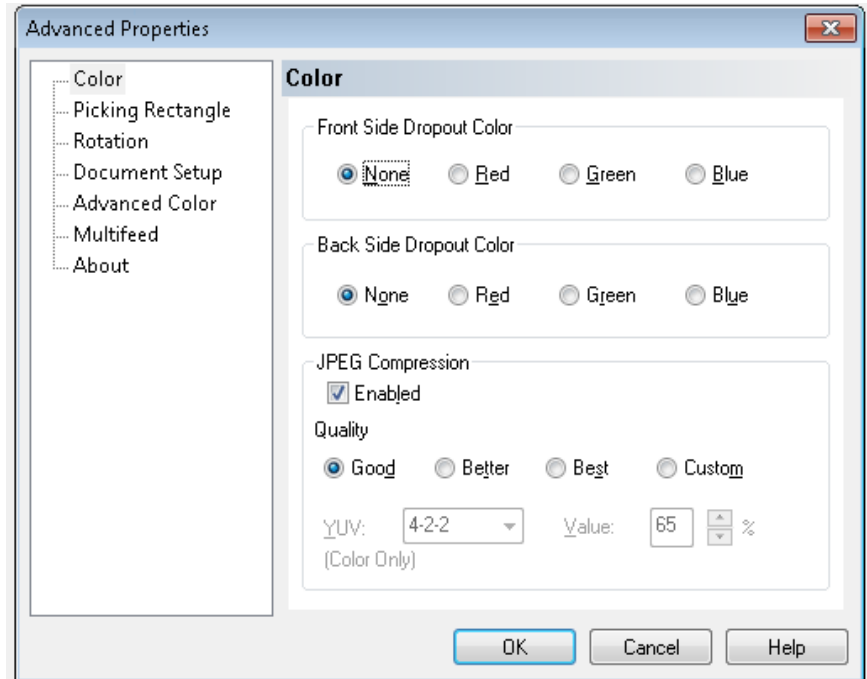 Advanced Properties
Color
Picking Rectangle
Rotation
Document Setup
Advanced Color
Multifeed
About
Color
Front Side Dropout Color
None Red Green Blue
Back Side Dropout Color
None Red Green Blue
JPEG Compression
Enabled
Quality
Good Better Best Custom
YUV: 4-2-2 Value: 65 %
(Color Only)
OK Cancel Help